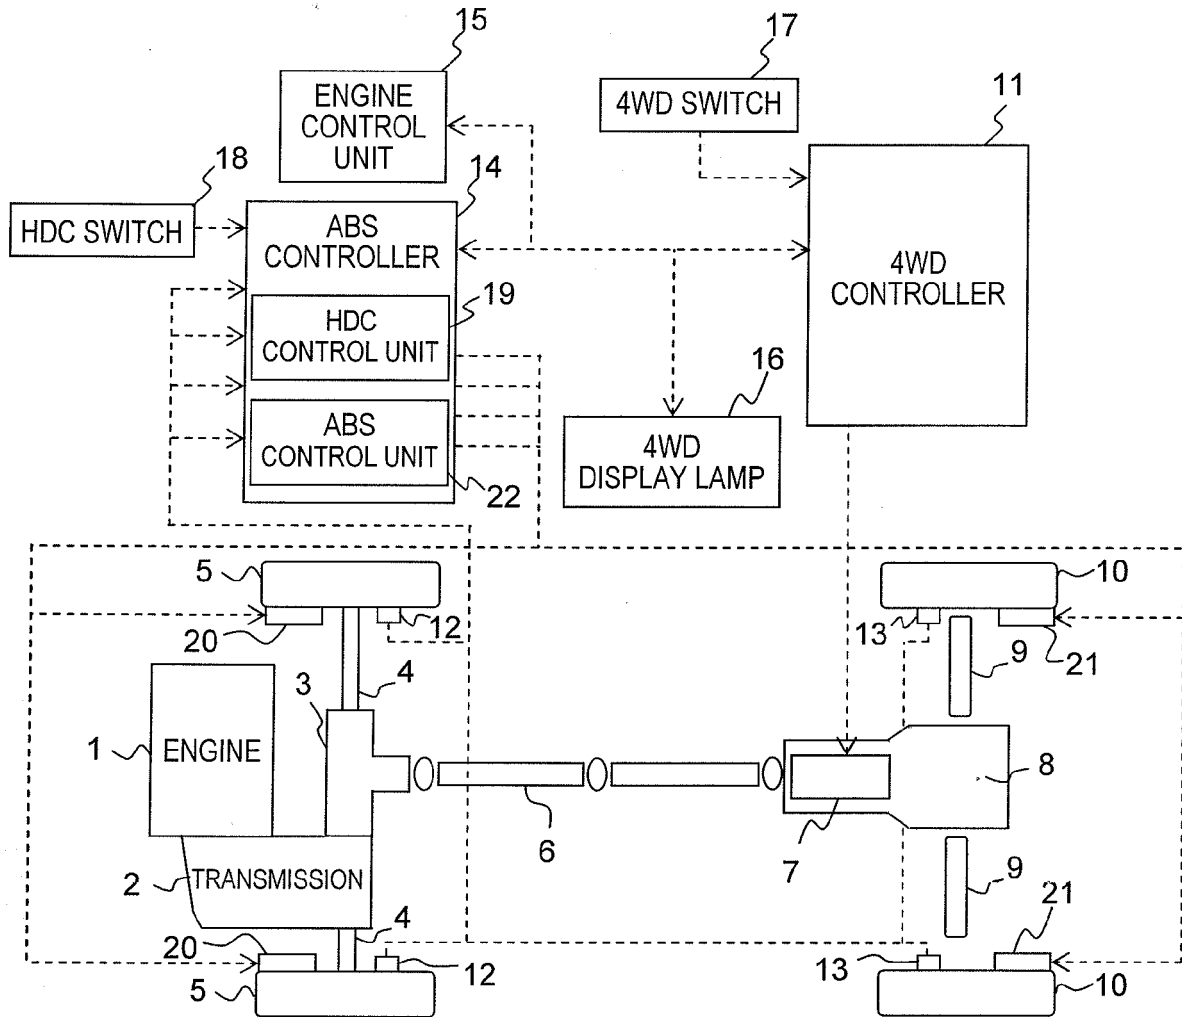 15
17
11
ENGINE
CONTROL
UNIT
4WD SWITCH
18
14
HDC SWITCH
ABS
CONTROLLER
4WD
CONTROLLER
19
HDC
CONTROL UNIT
16
ABS
CONTROL UNIT
4WD
DISPLAY LAMP
22
5
10
20
12
13
21
9
3
4
1
ENGINE
8
6
7
2
TRANSMISSION
9
4
21
20
12
13
5
10